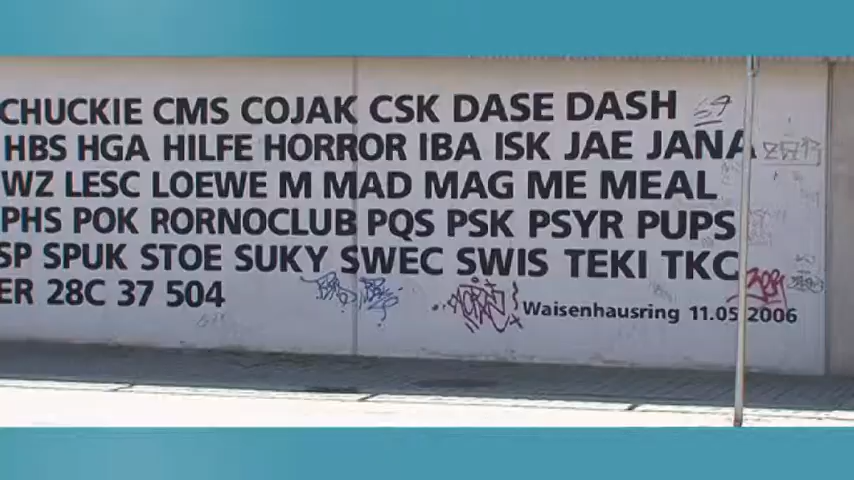 CHUCKIE CMS COJAK CSK DASE DASH
HBS HGA HILFE HORROR IBA ISK JAE JANA
WZ LESC LOEWE M MAD MAG ME MEAL
PHS POK RORNOCLUB PQS PSK PSYR PUPS
SP SPUK STOE SUKY SWEC SWIS TEKI TKC
ER 28C 37 504
Waisenhausring 11.05 2006